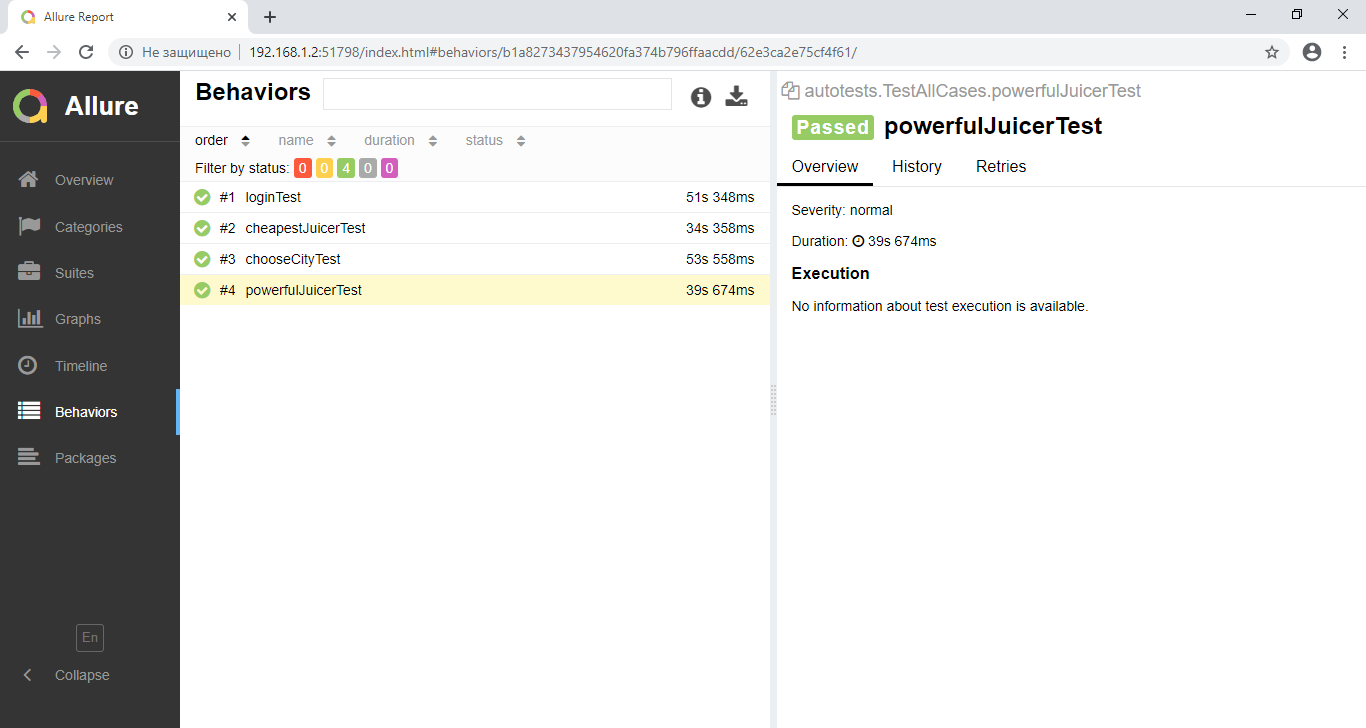 Allure Report
Не защищено 192.168.1.2:51798/index.html#behaviors/b1a8273437954620fa374b796ffaacdd/62e3ca2e75cf4f61/
Allure
Overview
Categories
Suites
Graphs
Timeline
Behaviors
Packages
En
Collapse
Behaviors
order name duration status
Filter by status: 0 0 4 0 0
#1 loginTest 51s 348ms
#2 cheapestJuicerTest 34s 358ms
#3 chooseCityTest 53s 558ms
#4 powerfulJuicerTest 39s 674ms
autotests.TestAllCases.powerfulJuicerTest
Passed powerfulJuicerTest
Overview History Retries
Severity: normal
Duration: 39s 674ms
Execution
No information about test execution is available.